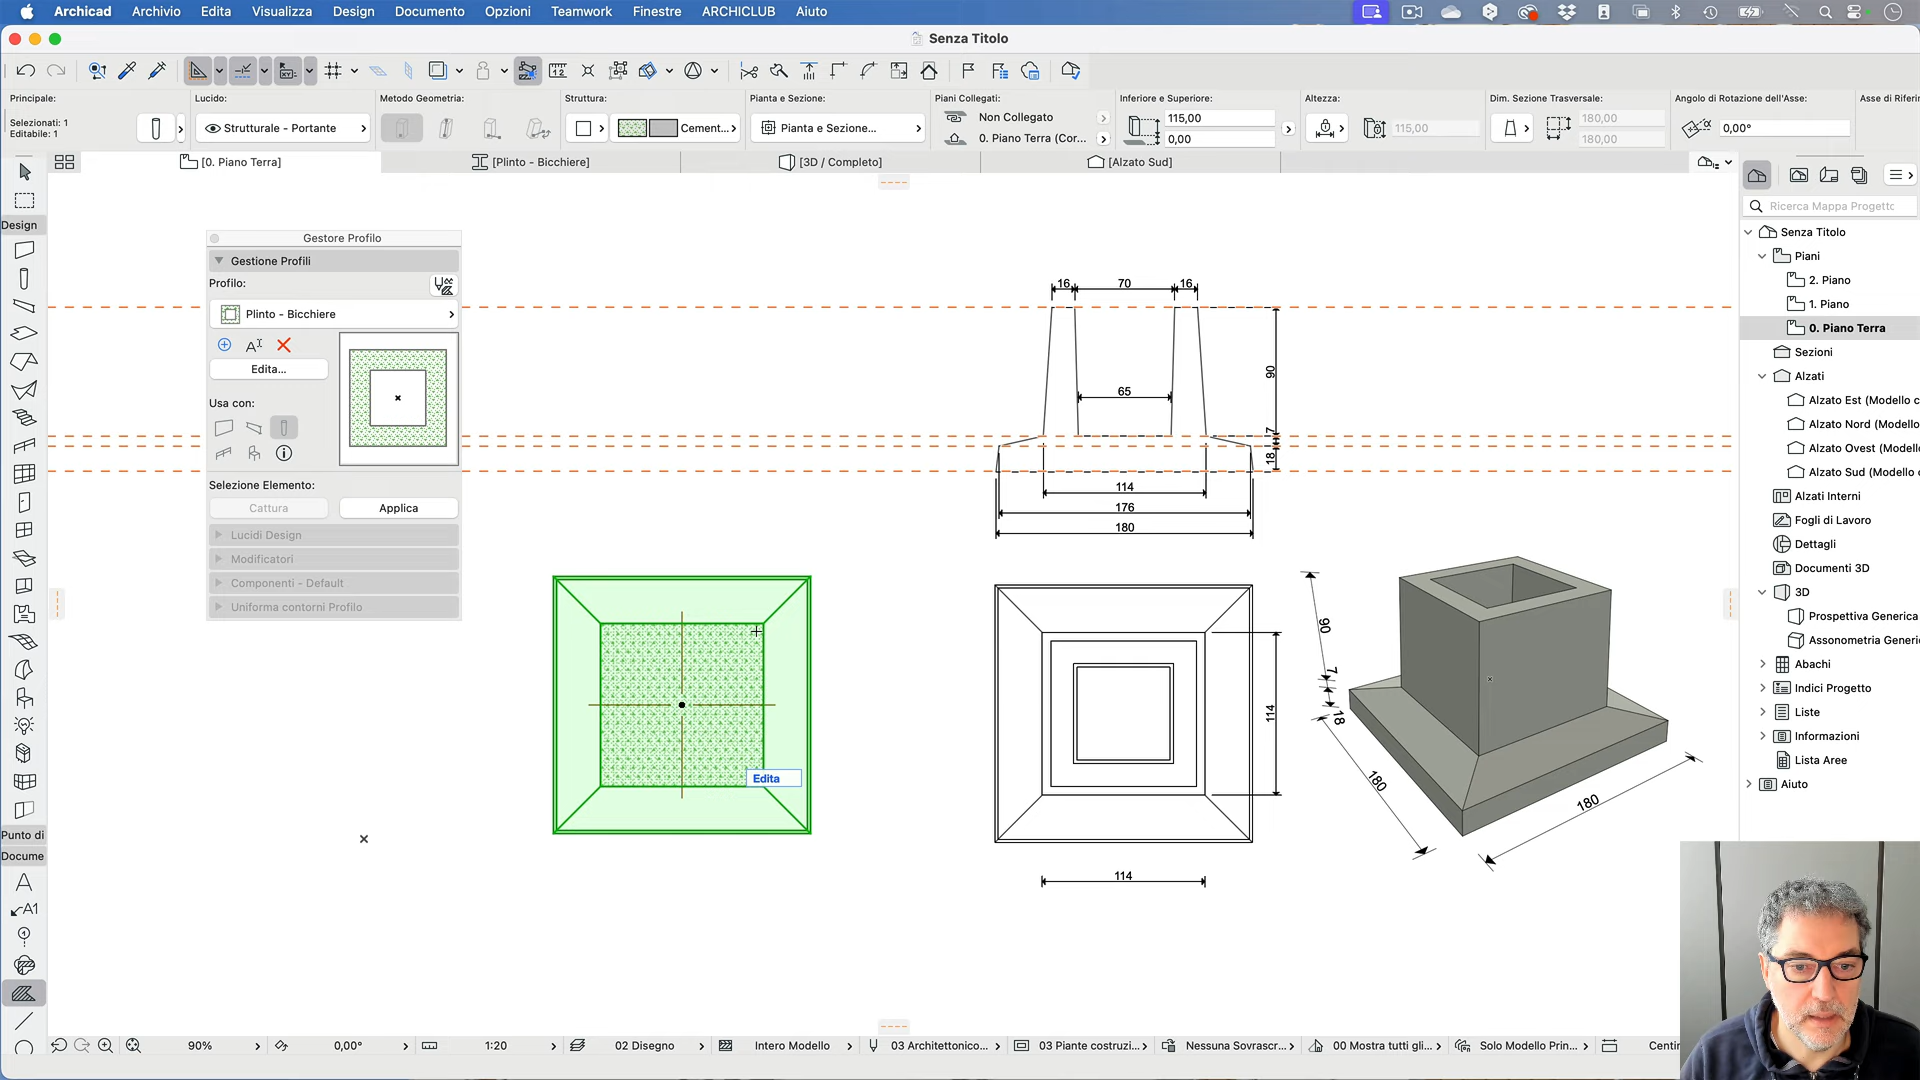 Archicad Archivio Edita Visualizza Design Documento Opzioni Teamwork Finestre ARCHICLUB Aiuto
Senza Titolo
Principale: Lucido: Metodo Geometria: Struttura: Pianta e Sezione: Piani Collegati: Inferiore e Superiore: Altezza: Dim. Sezione Trasversale: Angolo di Rotazione dell'Asse: Asse di Riferi
Selezionati: 1
Editabile: 1
Strutturale - Portante
Cement...
Pianta e Sezione...
Non Collegato
0. Piano Terra (Cor...
115,00
0,00
115,00
180,00
180,00
0,00°
[0. Piano Terra] [Plinto - Bicchiere] [3D / Completo] [Alzato Sud]
Design
Punto di
Docume
A1
Gestore Profilo
Gestione Profili
Profilo:
Plinto - Bicchiere
Edita...
Usa con:
Selezione Elemento:
Cattura Applica
Lucidi Design
Modificatori
Componenti - Default
Uniforma contorni Profilo
16 70 16
90
65
7
18
114
176
180
Edita
114
114
90
7
18
180
180
Ricerca Mappa Progetto
Senza Titolo
Piani
2. Piano
1. Piano
0. Piano Terra
Sezioni
Alzati
Alzato Est (Modello c
Alzato Nord (Modello
Alzato Ovest (Modello
Alzato Sud (Modello c
Alzati Interni
Fogli di Lavoro
Dettagli
Documenti 3D
3D
Prospettiva Generica
Assonometria Generi
Abachi
Indici Progetto
Liste
Informazioni
Lista Aree
Aiuto
90% 0,00° 1:20 02 Disegno Intero Modello 03 Architettonico... 03 Piante costruzi... Nessuna Sovrascr... 00 Mostra tutti gli... Solo Modello Prin... Centi